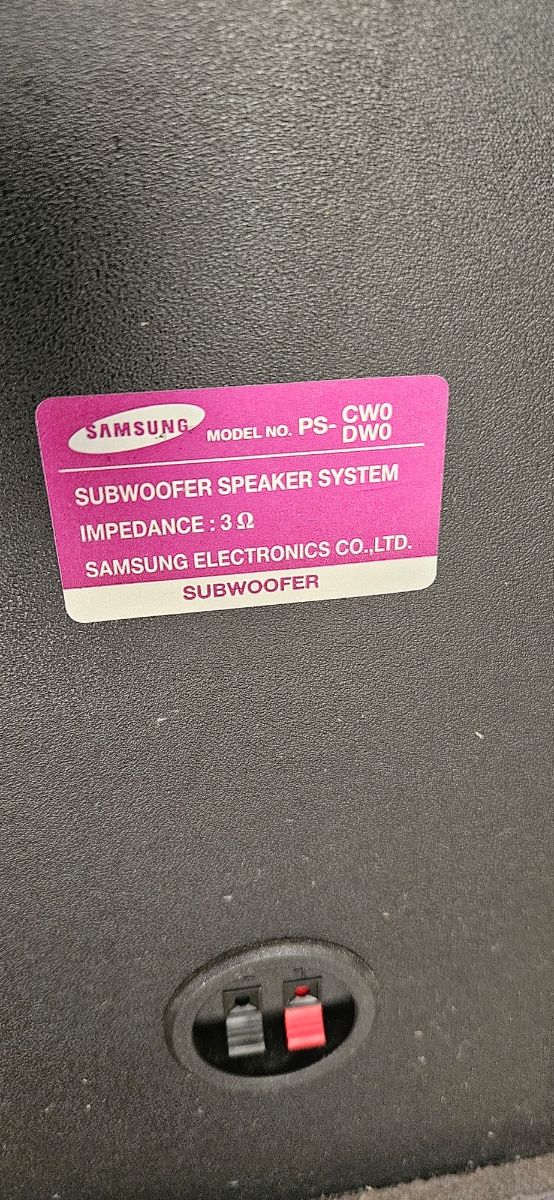 SAMSUNG MODEL NO. PS- CW0
DW0
SUBWOOFER SPEAKER SYSTEM
IMPEDANCE : 3 Ω
SAMSUNG ELECTRONICS CO.,LTD.
SUBWOOFER